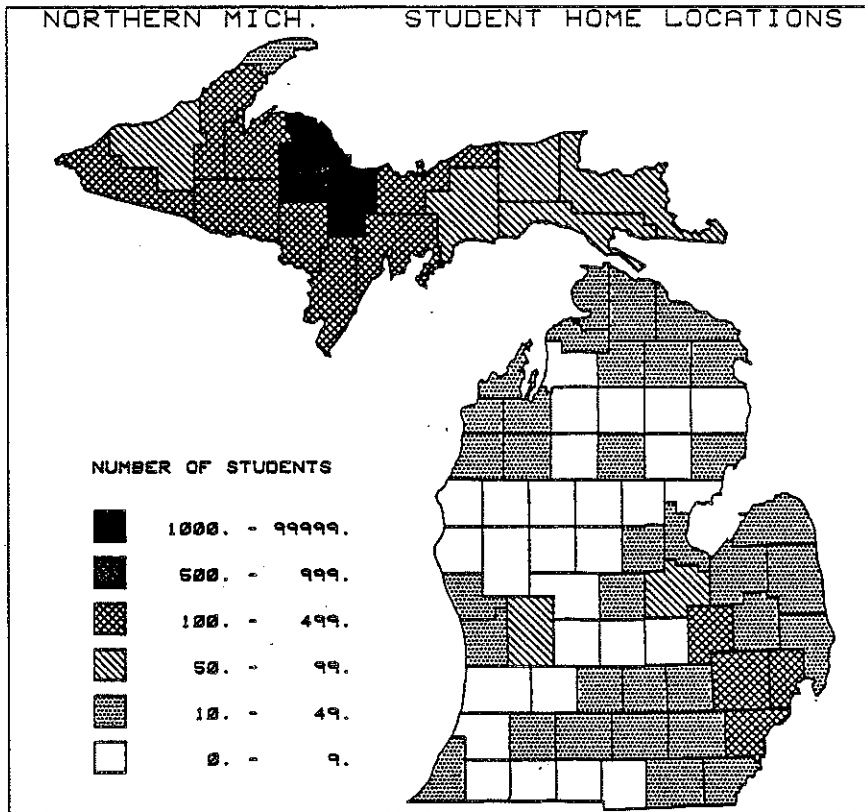 NORTHERN MICH. STUDENT HOME LOCATIONS
NUMBER OF STUDENTS
1000. - 99999.
500. - 999.
100. - 499.
50. - 99.
10. - 49.
0. - 9.